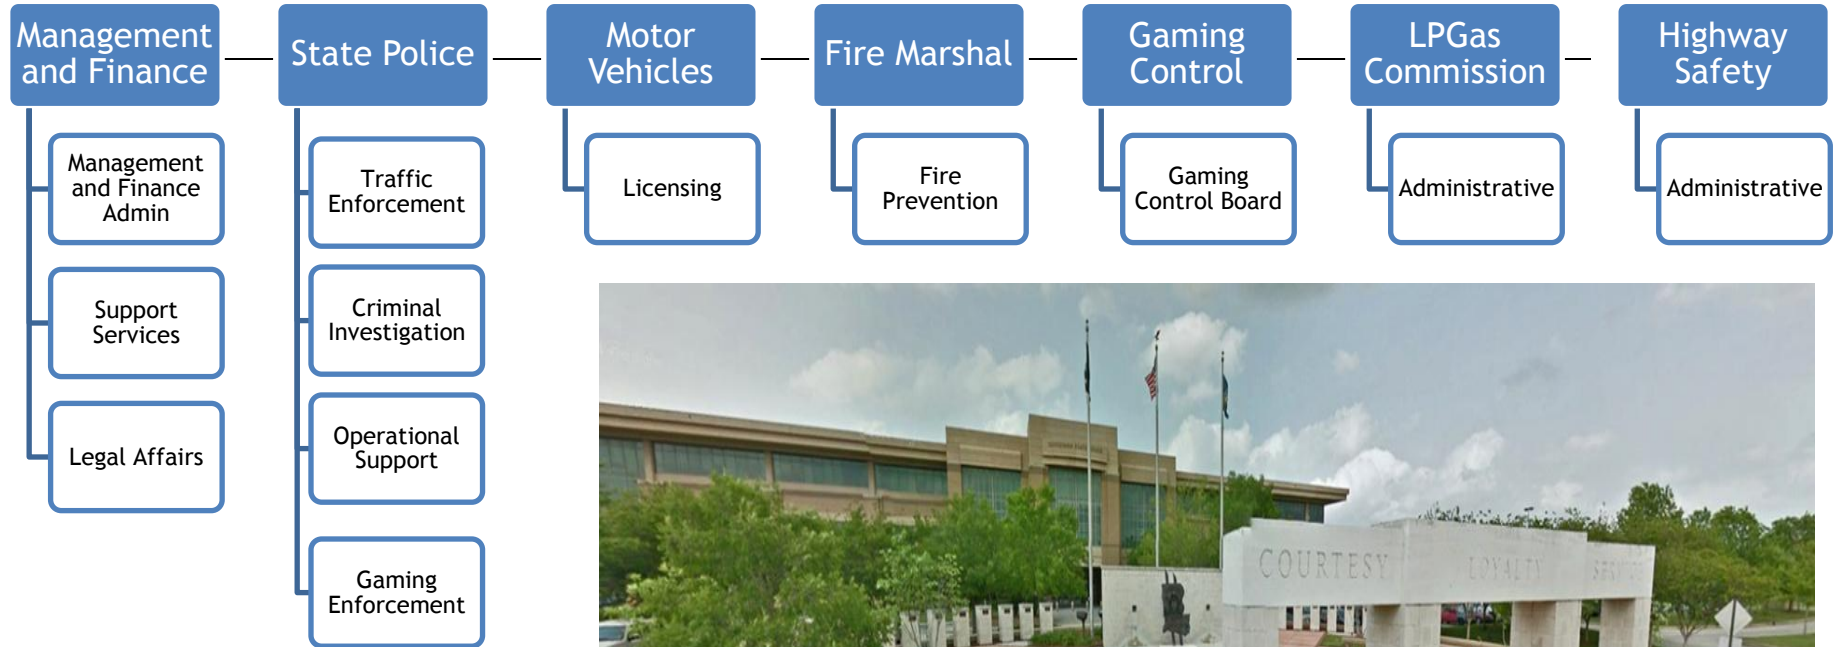 Management
and Finance
State Police
Motor
Vehicles
Fire Marshal
Gaming
Control
LPGas
Commission
Highway
Safety
Management
and Finance
Admin
Support
Services
Legal Affairs
Traffic
Enforcement
Criminal
Investigation
Operational
Support
Gaming
Enforcement
Licensing
Fire
Prevention
Gaming
Control Board
Administrative
Administrative
COURTESY LOYALTY SERVICE